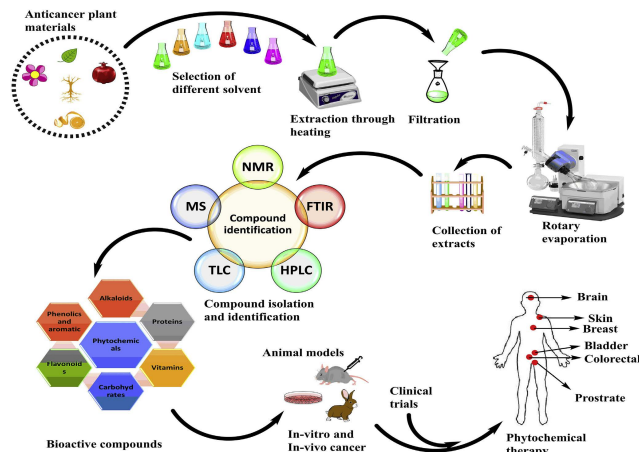 Anticancer plant
materials
Selection of
different solvent
Extraction through
heating
Filtration
Rotary
evaporation
Collection of
extracts
NMR
MS
FTIR
Compound
identification
TLC
HPLC
Compound isolation
and identification
Alkaloids
Phenolics and
aromatic
Proteins
Phytochemic
als
Flavonoid
s
Vitamins
Carbohyd
rates
Bioactive compounds
Animal models
In-vitro and
In-vivo cancer
Clinical
trials
Brain
Skin
Breast
Bladder
Colorectal
Prostrate
Phytochemical
therapy